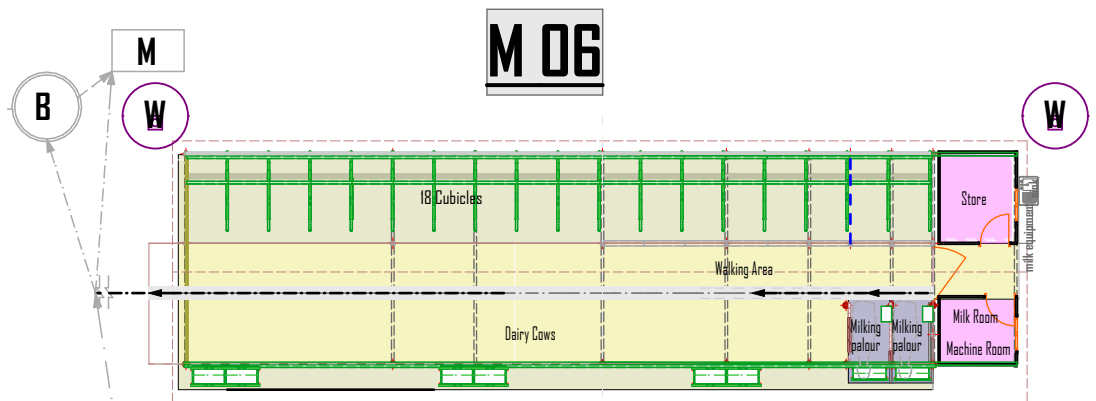 M 06
M
B
W
W
18 Cubicles
Store
milk equipment
Walking Area
Dairy Cows
Milking
palour
Milking
palour
Milk Room
Machine Room